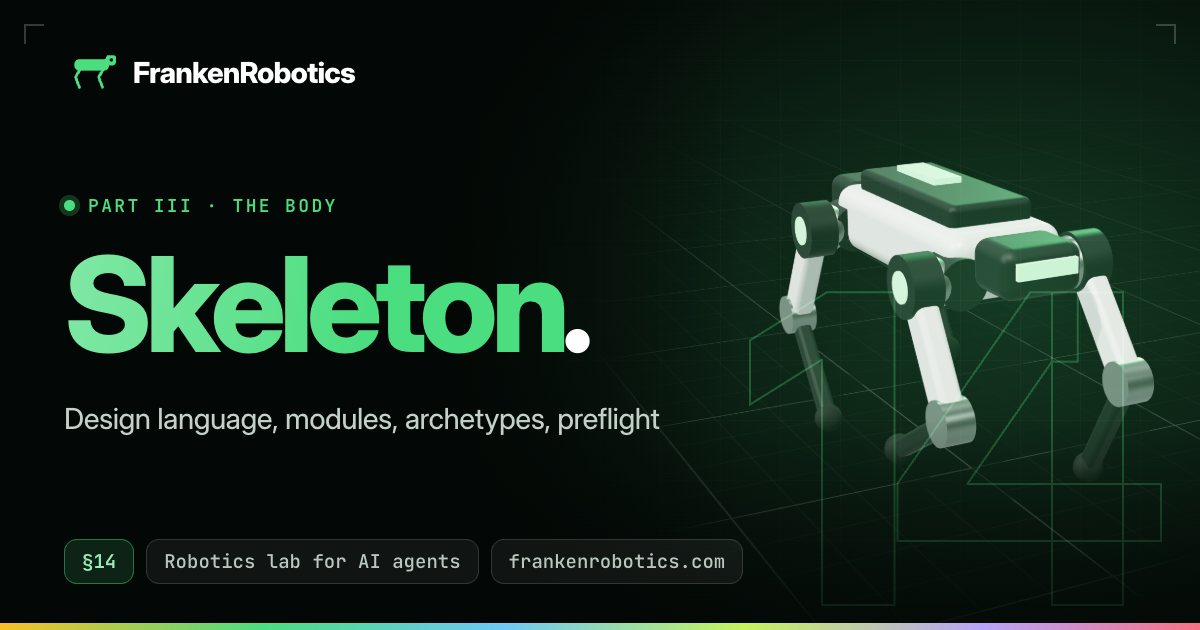 FrankenRobotics
PART III · THE BODY
Skeleton.
Design language, modules, archetypes, preflight
§14
Robotics lab for AI agents
frankenrobotics.com
14